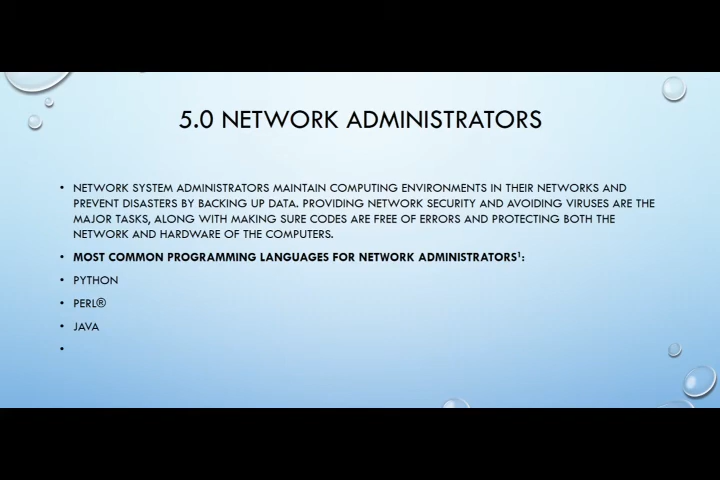 5.0 NETWORK ADMINISTRATORS
• NETWORK SYSTEM ADMINISTRATORS MAINTAIN COMPUTING ENVIRONMENTS IN THEIR NETWORKS AND
PREVENT DISASTERS BY BACKING UP DATA. PROVIDING NETWORK SECURITY AND AVOIDING VIRUSES ARE THE
MAJOR TASKS, ALONG WITH MAKING SURE CODES ARE FREE OF ERRORS AND PROTECTING BOTH THE
NETWORK AND HARDWARE OF THE COMPUTERS.
• MOST COMMON PROGRAMMING LANGUAGES FOR NETWORK ADMINISTRATORS¹:
• PYTHON
• PERL®
• JAVA
•